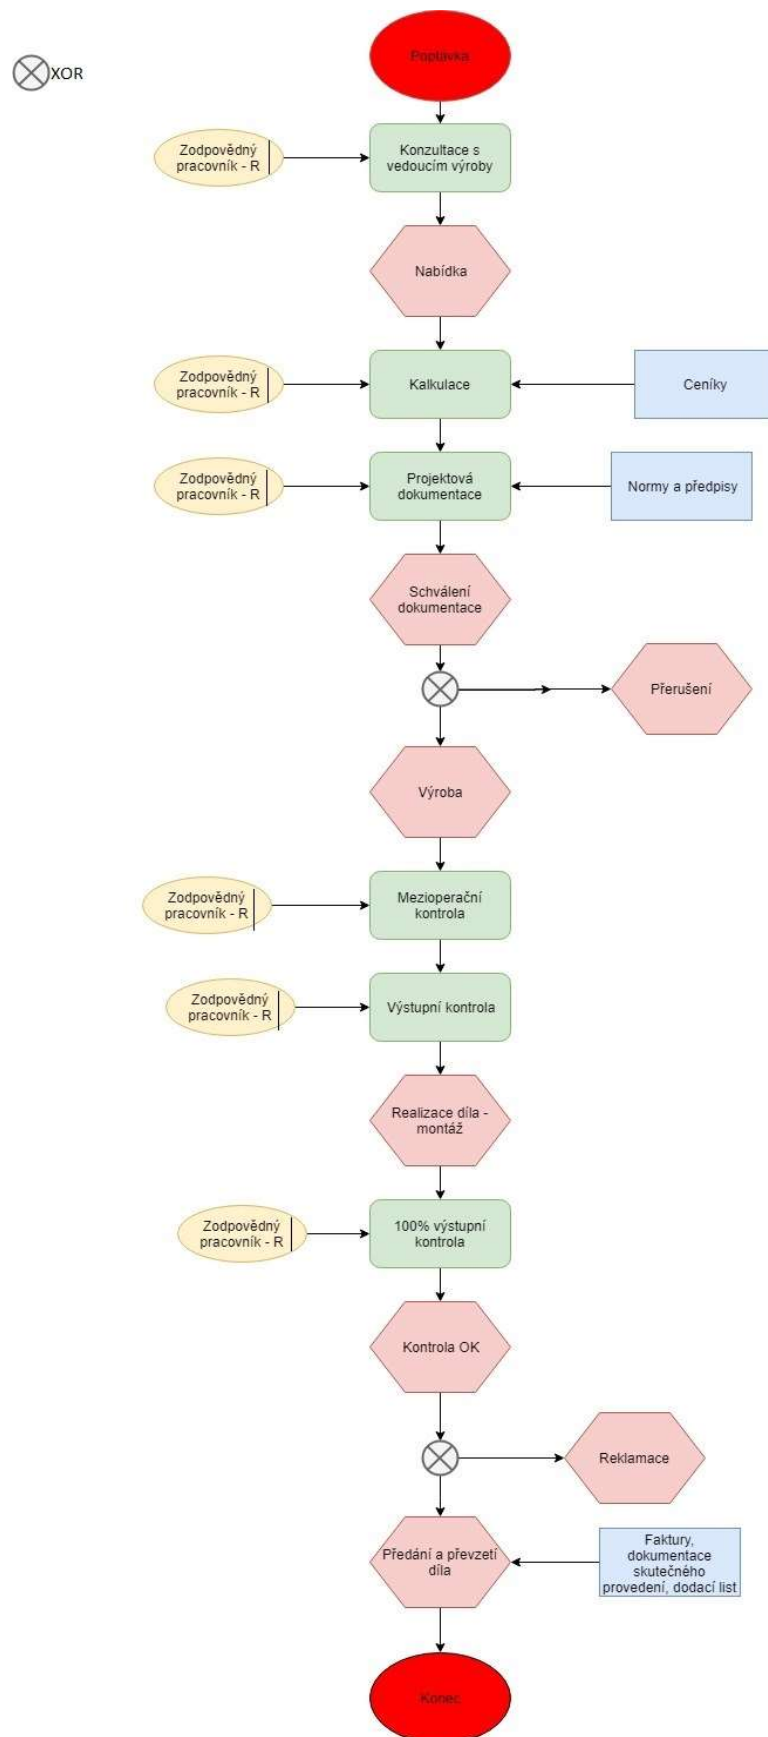 Poptávka
XOR
Zodpovědný
pracovník - R
Konzultace s
vedoucím výroby
Nabídka
Zodpovědný
pracovník - R
Kalkulace
Ceníky
Zodpovědný
pracovník - R
Projektová
dokumentace
Normy a předpisy
Schválení
dokumentace
Přerušení
Výroba
Zodpovědný
pracovník - R
Mezioperační
kontrola
Zodpovědný
pracovník - R
Výstupní kontrola
Realizace díla -
montáž
Zodpovědný
pracovník - R
100% výstupní
kontrola
Kontrola OK
Reklamace
Předání a převzetí
díla
Faktury,
dokumentace
skutečného
provedení, dodací list
Konec